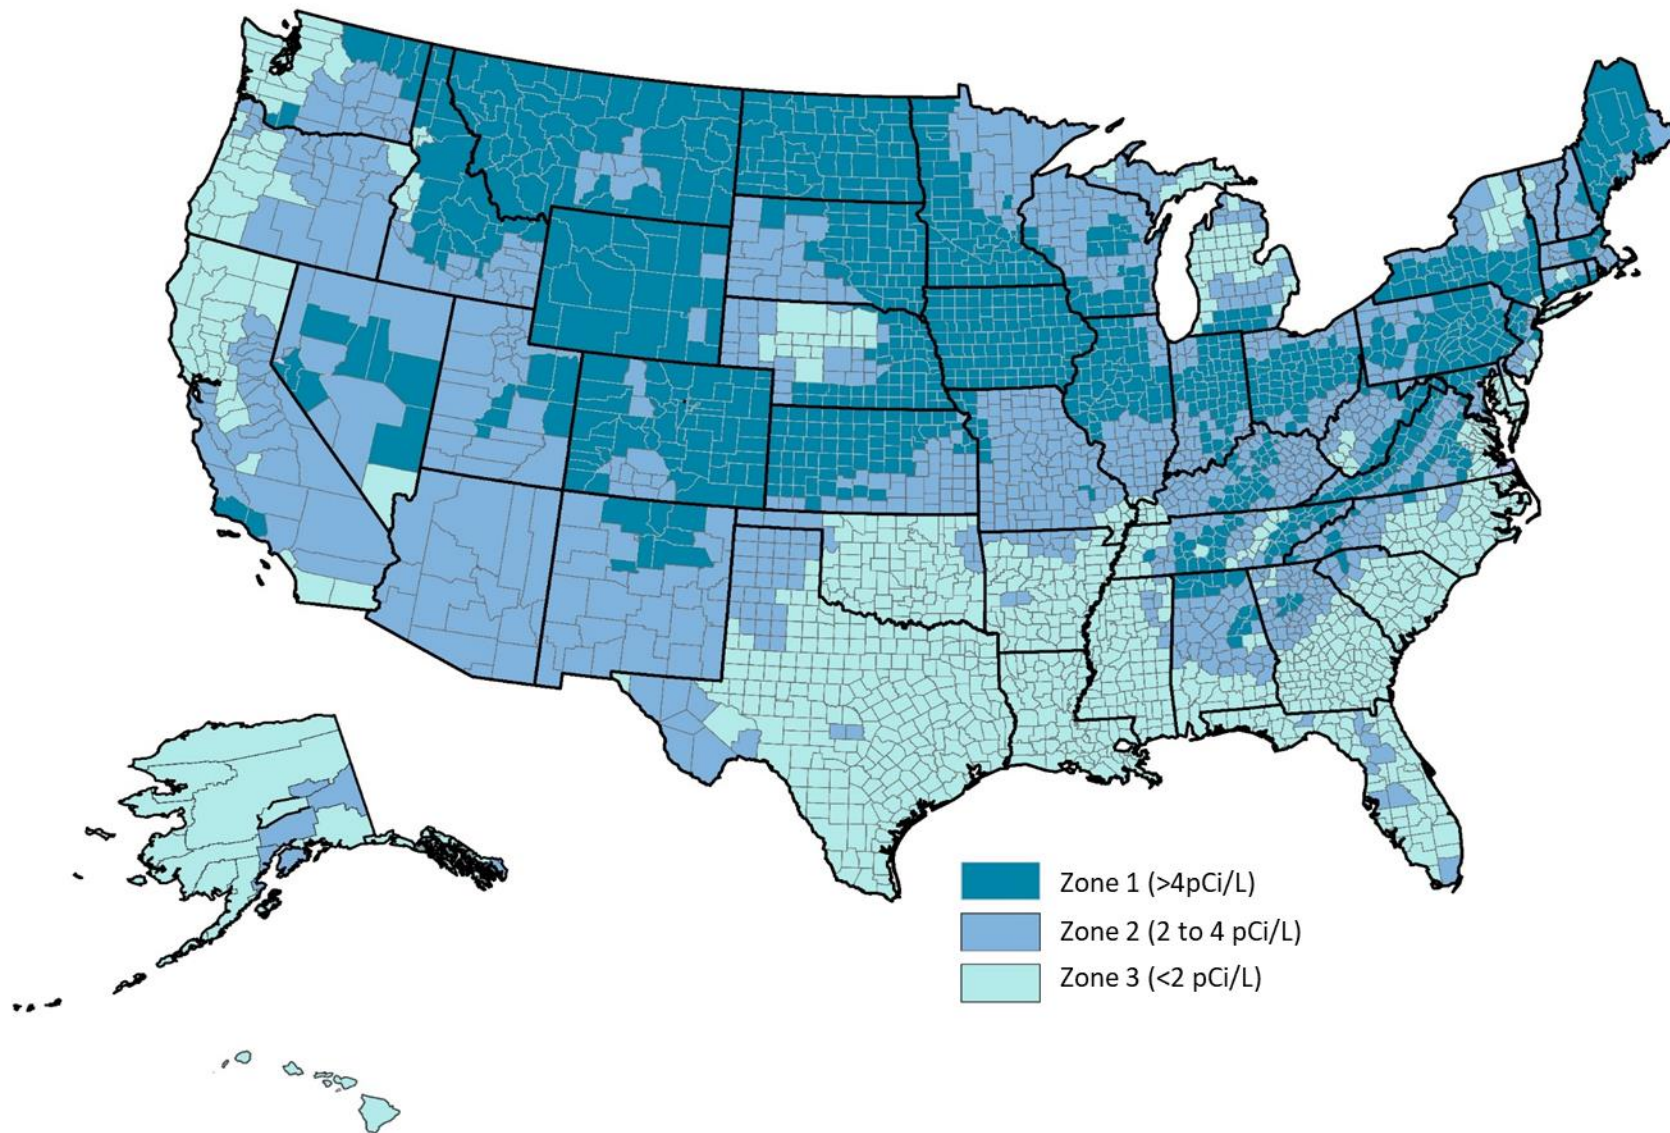 Zone 1 (>4pCi/L)
Zone 2 (2 to 4 pCi/L)
Zone 3 (<2 pCi/L)